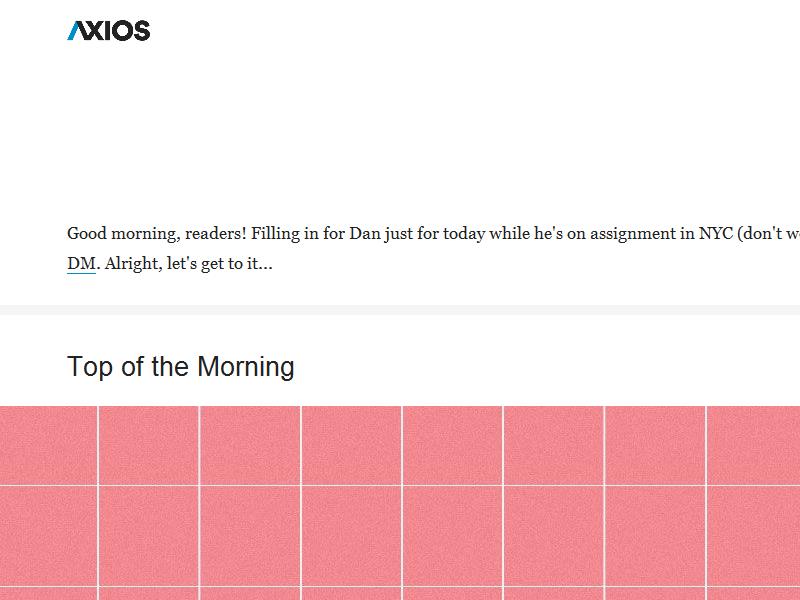 AXIOS
Good morning, readers! Filling in for Dan just for today while he's on assignment in NYC (don't
DM. Alright, let's get to it...
Top of the Morning